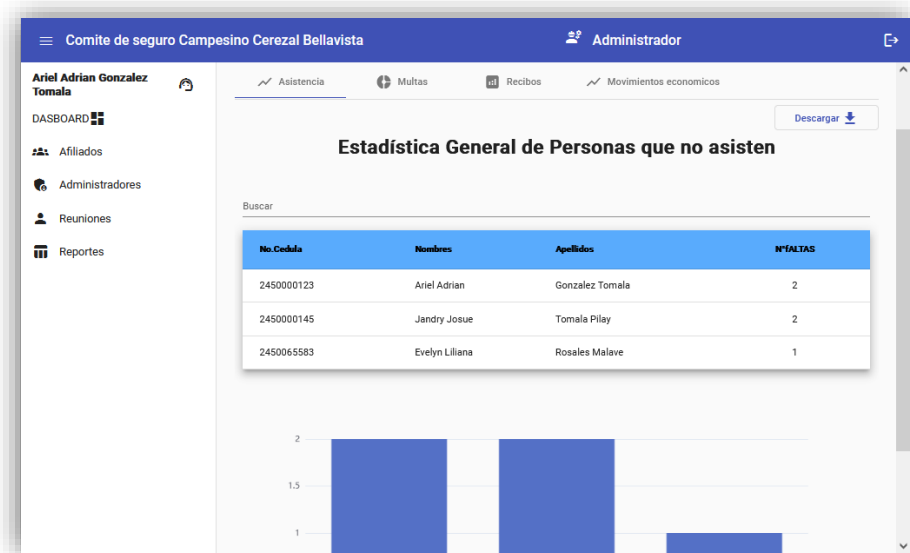 Comite de seguro Campesino Cerezal Bellavista
Administrador
Ariel Adrian Gonzalez
Tomala
DASBOARD
Afiliados
Administradores
Reuniones
Reportes
Asistencia
Multas
Recibos
Movimientos economicos
Descargar
Estadística General de Personas que no asisten
Buscar
No.Cedula Nombres Apellidos N°fALTAS
2450000123 Ariel Adrian Gonzalez Tomala 2
2450000145 Jandry Josue Tomala Pilay 2
2450065583 Evelyn Liliana Rosales Malave 1
2
1.5
1